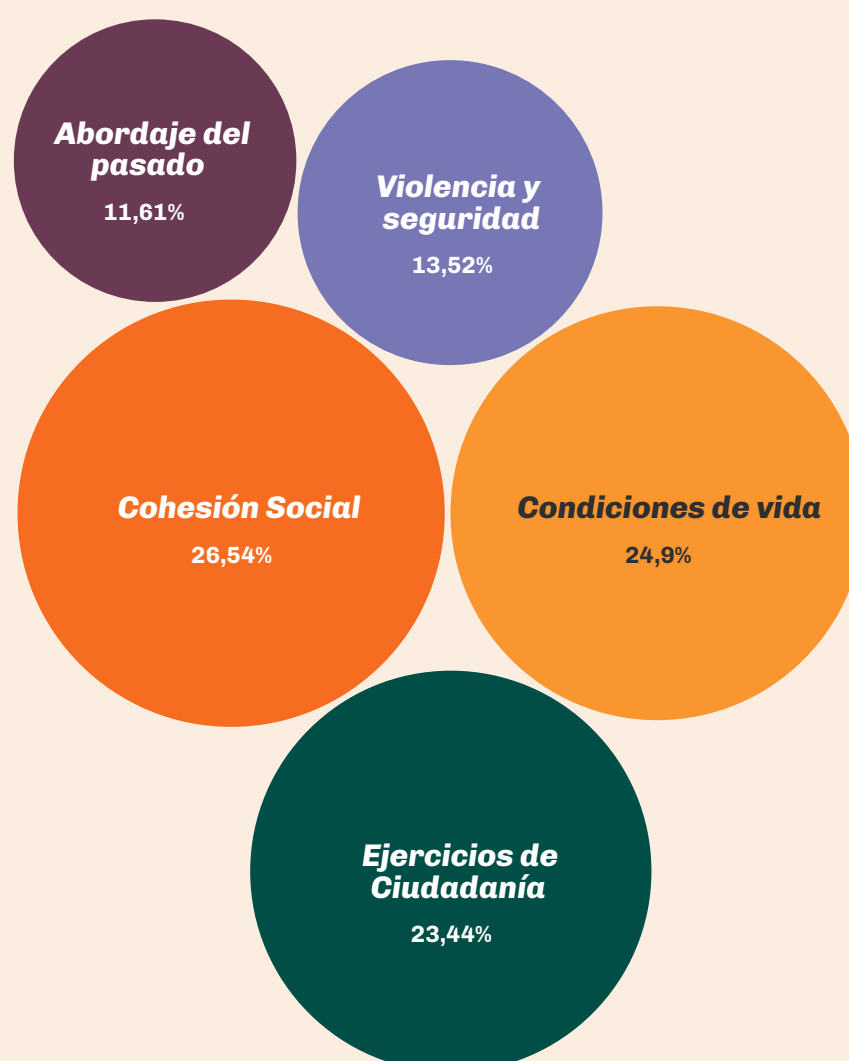 Abordaje del
pasado
11,61%
Violencia y
seguridad
13,52%
Cohesión Social
26,54%
Condiciones de vida
24,9%
Ejercicios de
Ciudadanía
23,44%